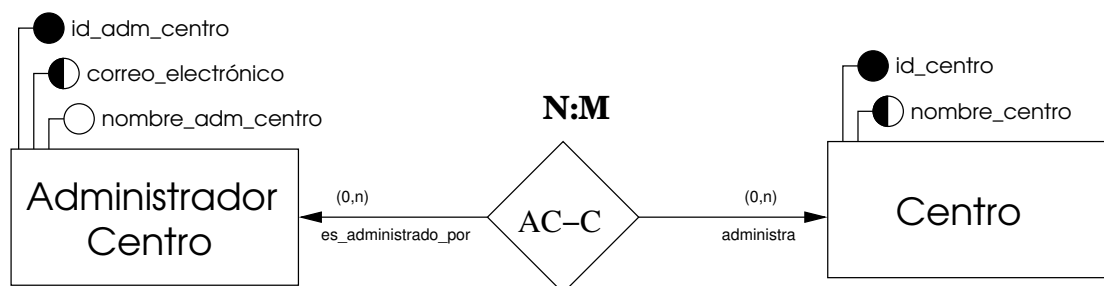 id_adm_centro
correo_electrónico
nombre_adm_centro
Administrador
Centro
(0,n)
es_administrado_por
N:M
AC–C
(0,n)
administra
id_centro
nombre_centro
Centro